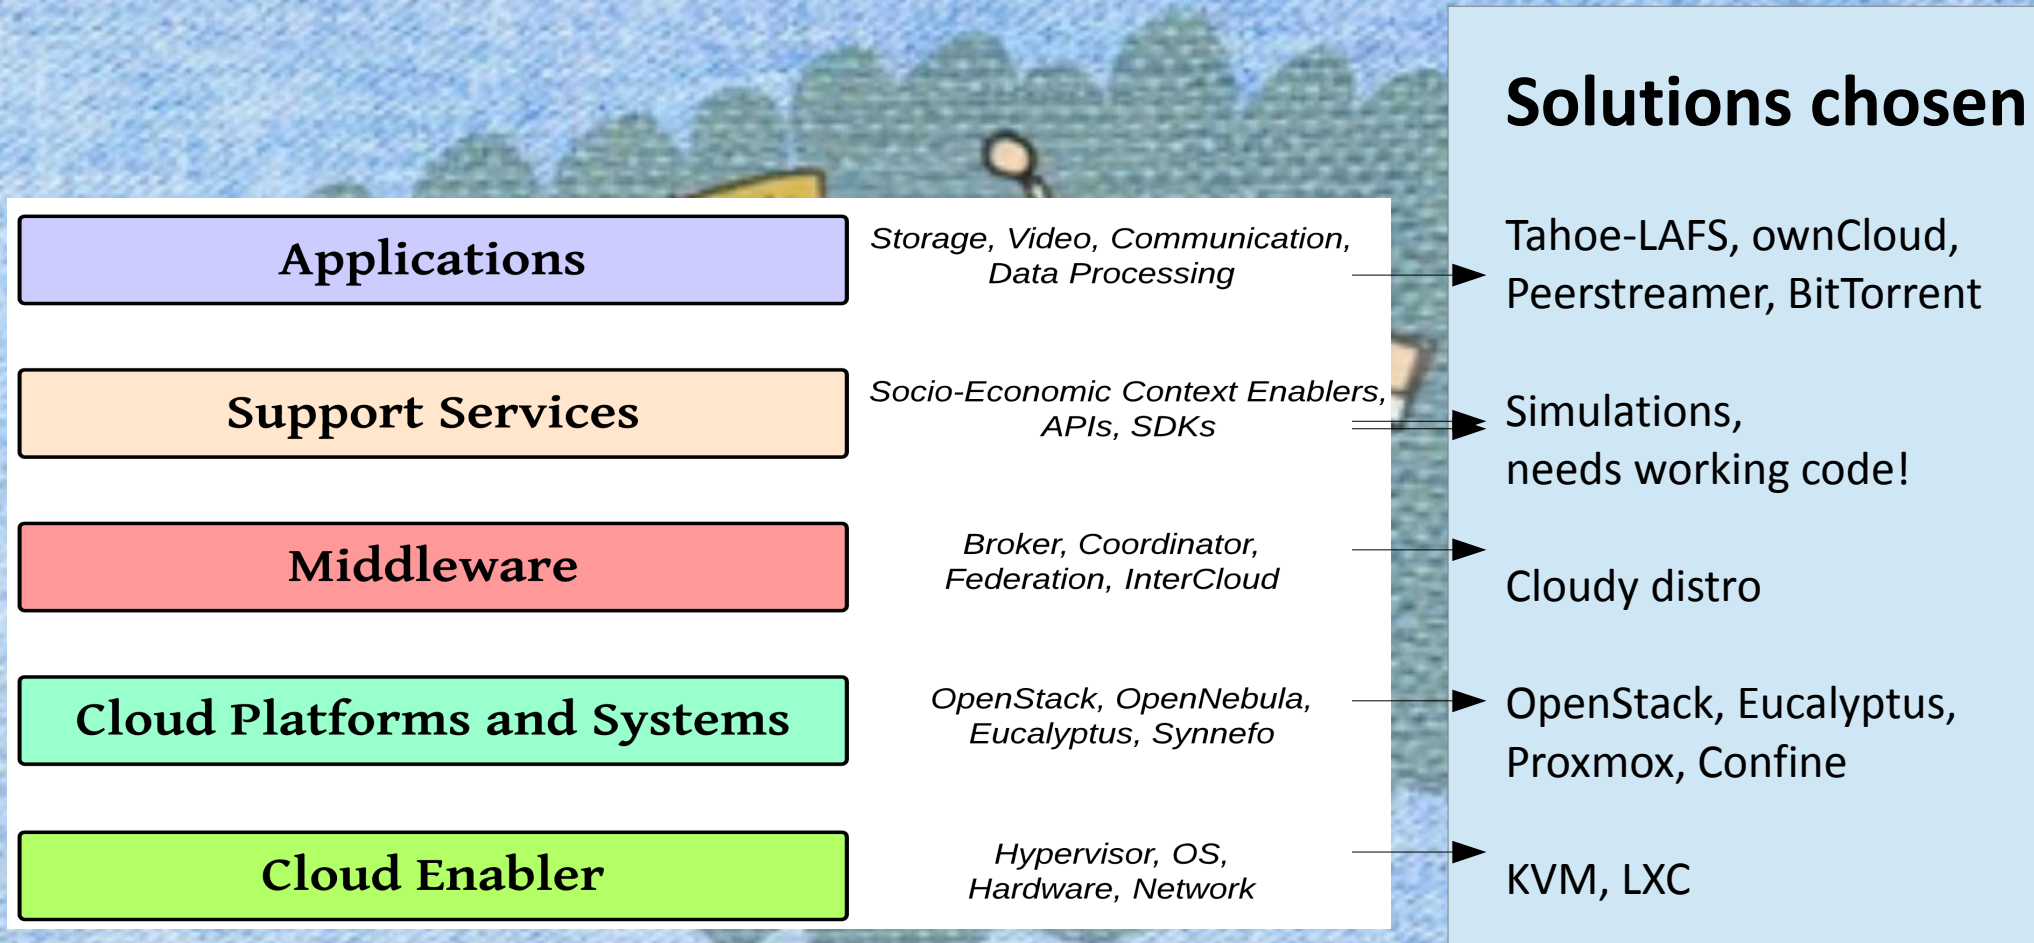 Solutions chosen
Applications
Storage, Video, Communication,
Data Processing
Tahoe-LAFS, ownCloud,
Peerstreamer, BitTorrent
Support Services
Socio-Economic Context Enablers,
APIs, SDKs
Simulations,
needs working code!
Middleware
Broker, Coordinator,
Federation, InterCloud
Cloudy distro
Cloud Platforms and Systems
OpenStack, OpenNebula,
Eucalyptus, Synnefo
OpenStack, Eucalyptus,
Proxmox, Confine
Cloud Enabler
Hypervisor, OS,
Hardware, Network
KVM, LXC